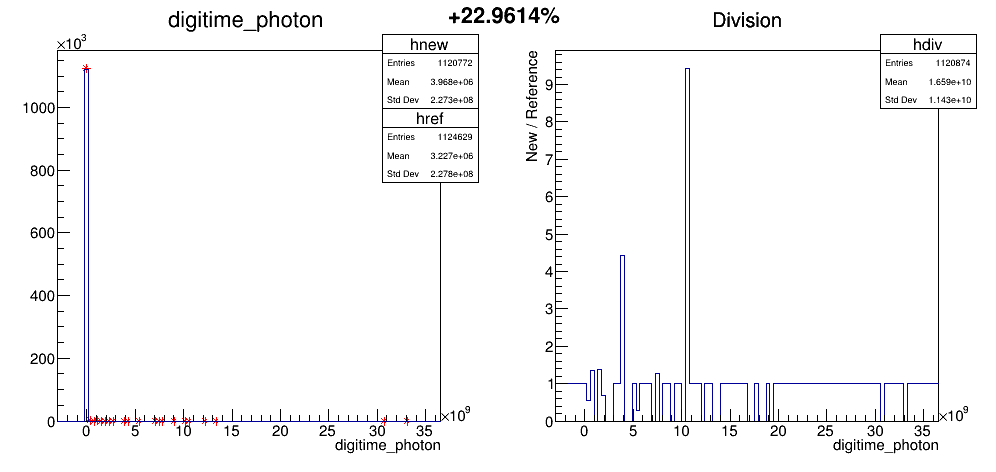 digitime_photon
+22.9614%
Division
×10³
hnew
Entries 1120772
Mean 3.968e+06
Std Dev 2.273e+08
href
Entries 1124629
Mean 3.227e+06
Std Dev 2.278e+08
1000
800
600
400
200
0
0 5 10 15 20 25 30 35
×10⁹
digitime_photon
hdiv
Entries 1120874
Mean 1.659e+10
Std Dev 1.143e+10
New / Reference
9
8
7
6
5
4
3
2
1
0
0 5 10 15 20 25 30 35
×10⁹
digitime_photon